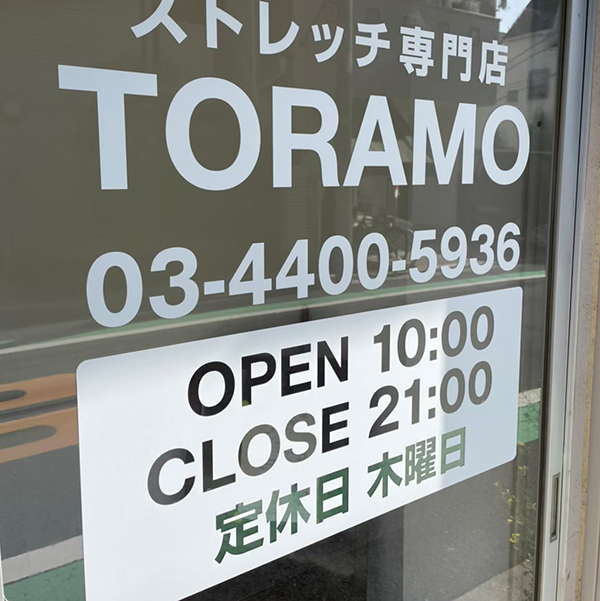 ストレッチ専門店
TORAMO
03-4400-5936
OPEN 10:00
CLOSE 21:00
定休日 木曜日